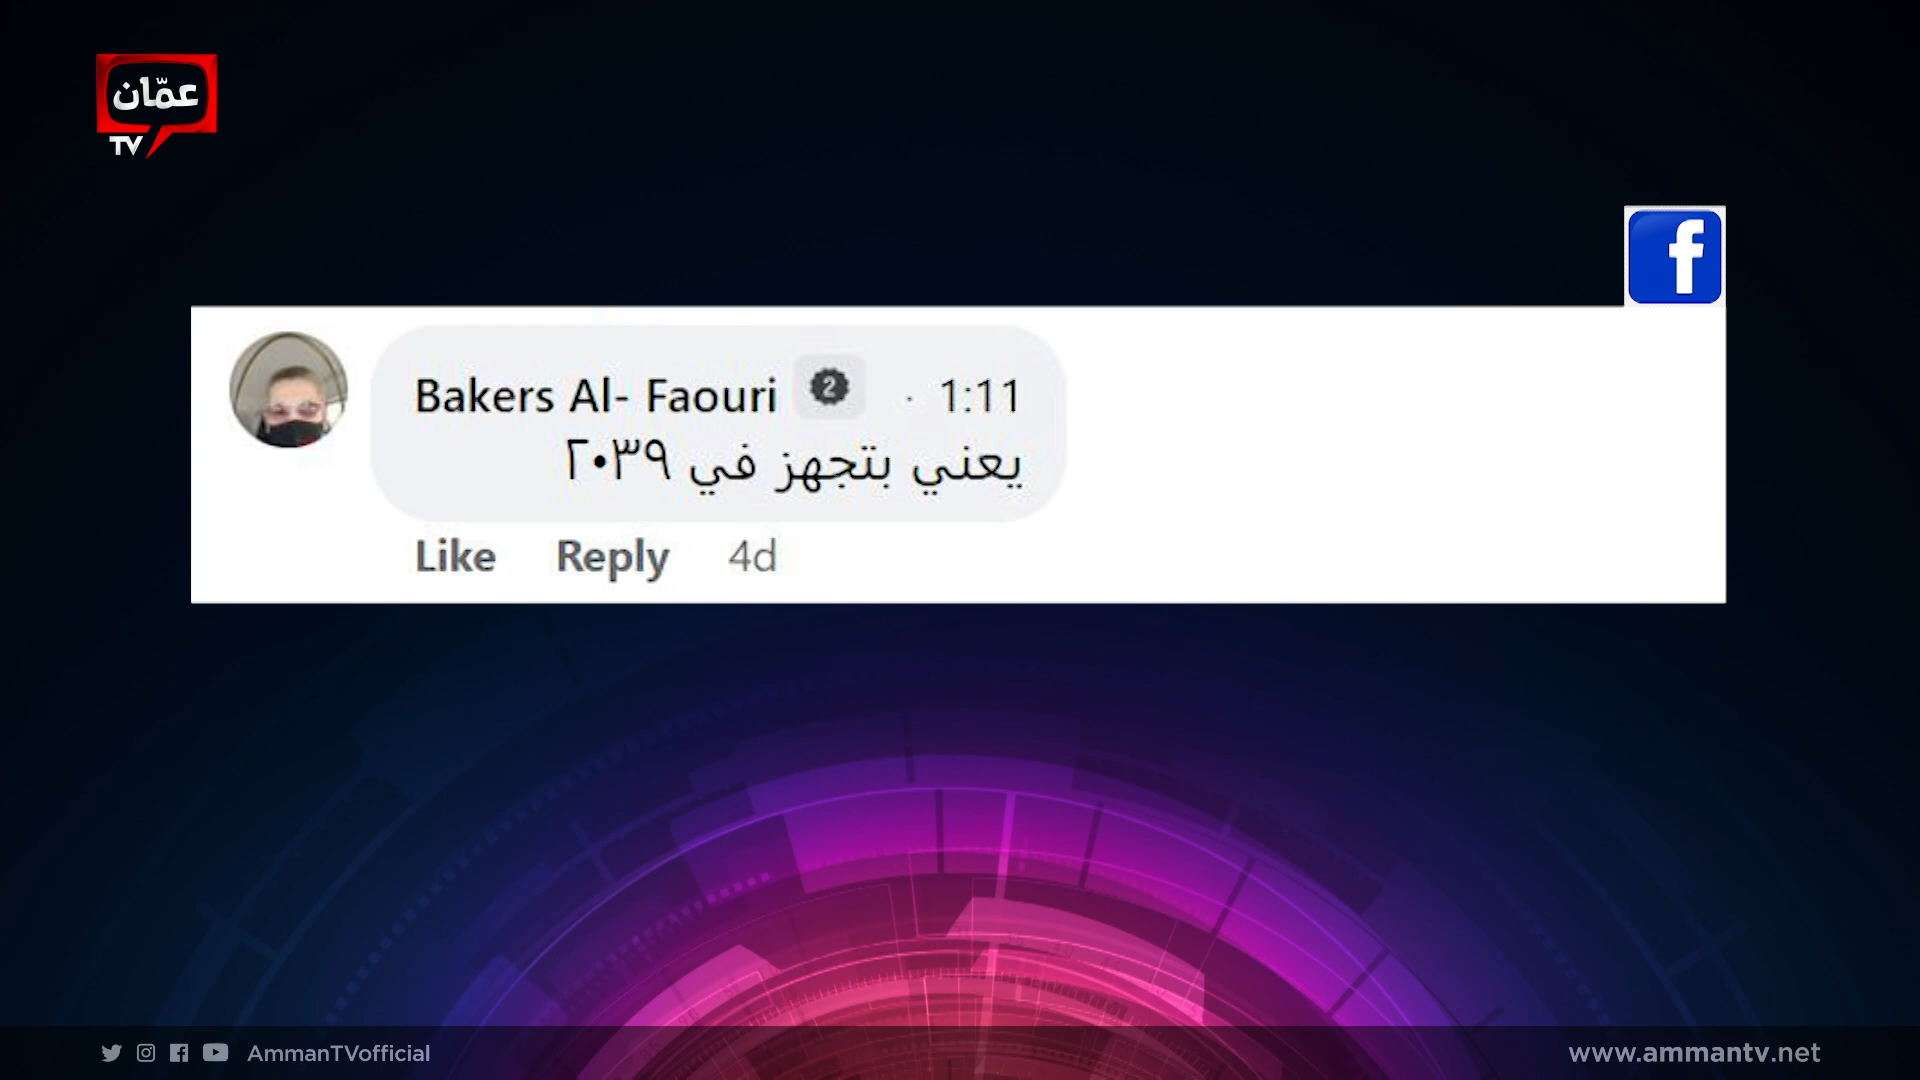 عمّان
TV
f
Bakers Al- Faouri 2 · 1:11
يعني بتجهز في ٢٠٣٩
Like Reply 4d
AmmanTVofficial
www.ammantv.net